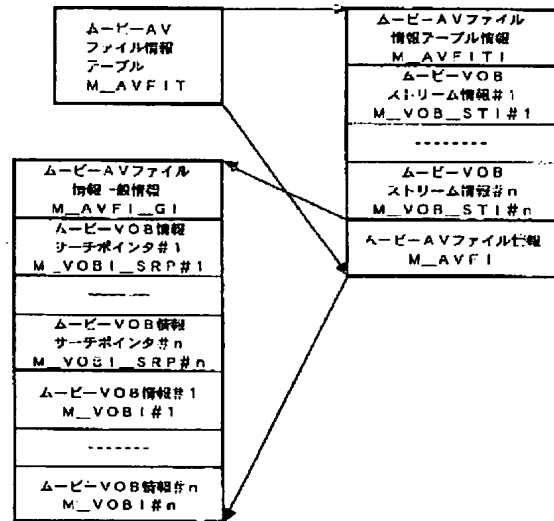 ムービーAV
ファイル情報
テーブル
M_AVFIT
ムービーAVファイル
情報テーブル情報
M_AVFITI
ムービーVOB
ストリーム情報#1
M_VOB_STI#1
--------
ムービーVOB
ストリーム情報#n
M_VOB_STI#n
ムービーAVファイル情報
M_AVFI
ムービーAVファイル
情報一般情報
M_AVFI_GI
ムービーVOB情報
サーチポインタ#1
M_VOBI_SRP#1
--------
ムービーVOB情報
サーチポインタ#n
M_VOBI_SRP#n
ムービーVOB情報#1
M_VOBI#1
-------
ムービーVOB情報#n
M_VOBI#n